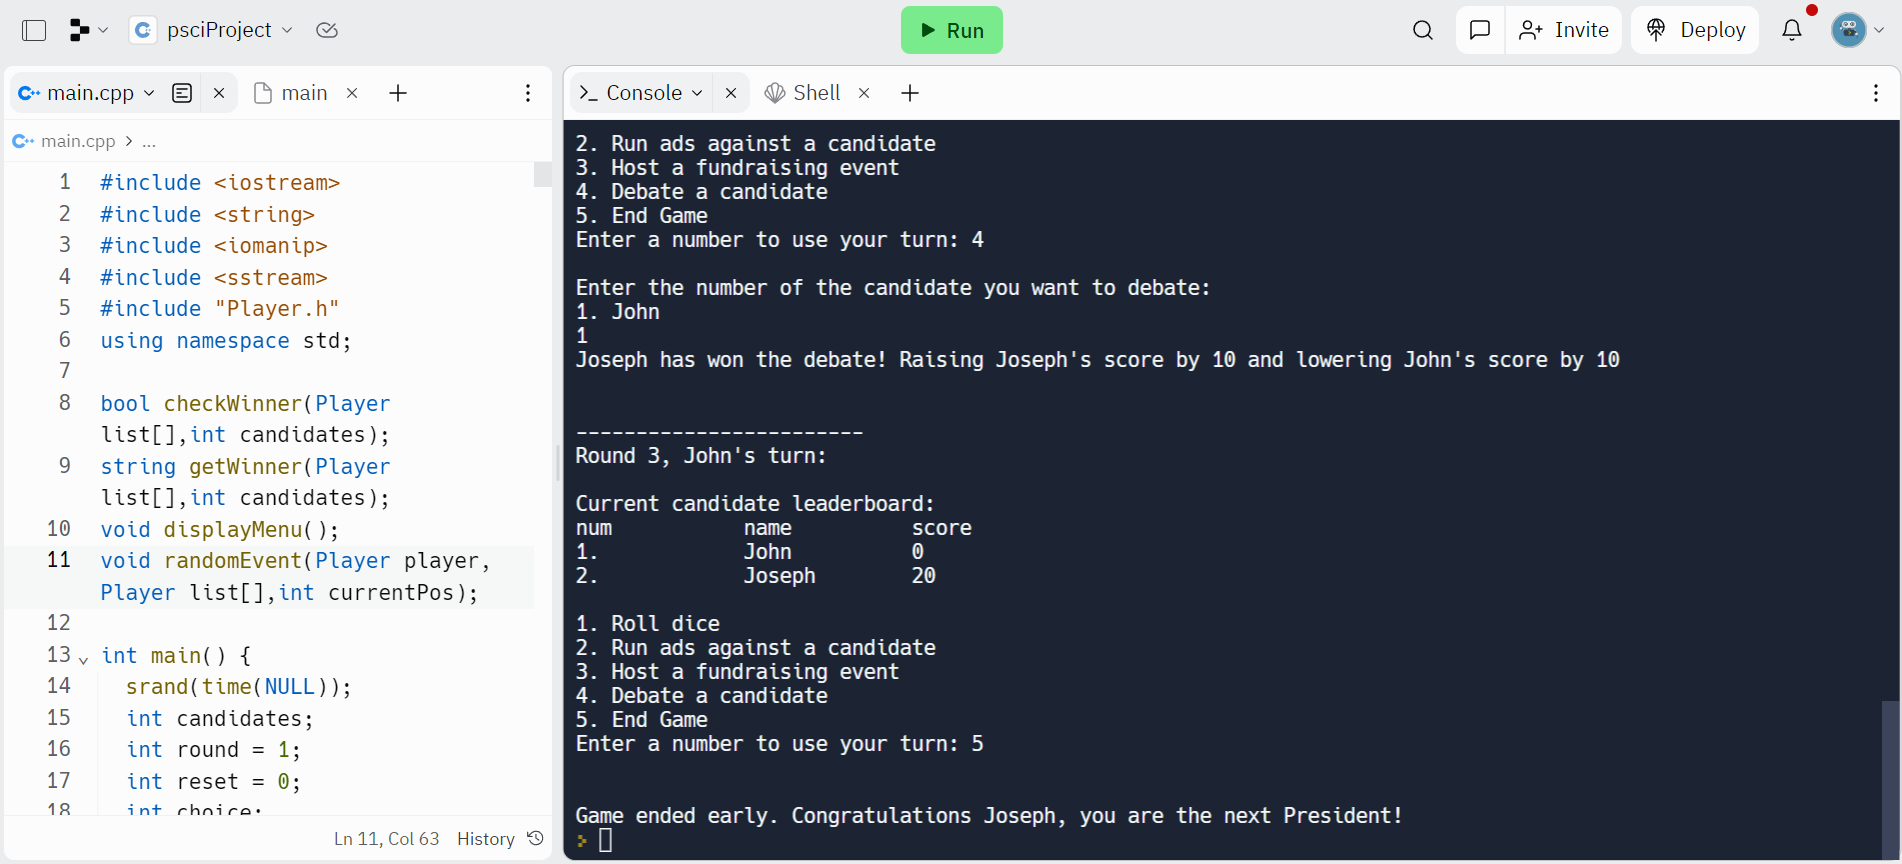 psciProject
Run
Invite
Deploy
main.cpp
main
main.cpp > ...
1 #include <iostream>
2 #include <string>
3 #include <iomanip>
4 #include <sstream>
5 #include "Player.h"
6 using namespace std;
7
8 bool checkWinner(Player
list[],int candidates);
9 string getWinner(Player
list[],int candidates);
10 void displayMenu();
11 void randomEvent(Player player,
Player list[],int currentPos);
12
13 int main() {
14 srand(time(NULL));
15 int candidates;
16 int round = 1;
17 int reset = 0;
18 int choice;
Ln 11, Col 63 History
Console
Shell
2. Run ads against a candidate
3. Host a fundraising event
4. Debate a candidate
5. End Game
Enter a number to use your turn: 4
Enter the number of the candidate you want to debate:
1. John
1
Joseph has won the debate! Raising Joseph's score by 10 and lowering John's score by 10
------------------------
Round 3, John's turn:
Current candidate leaderboard:
num name score
1. John 0
2. Joseph 20
1. Roll dice
2. Run ads against a candidate
3. Host a fundraising event
4. Debate a candidate
5. End Game
Enter a number to use your turn: 5
Game ended early. Congratulations Joseph, you are the next President!